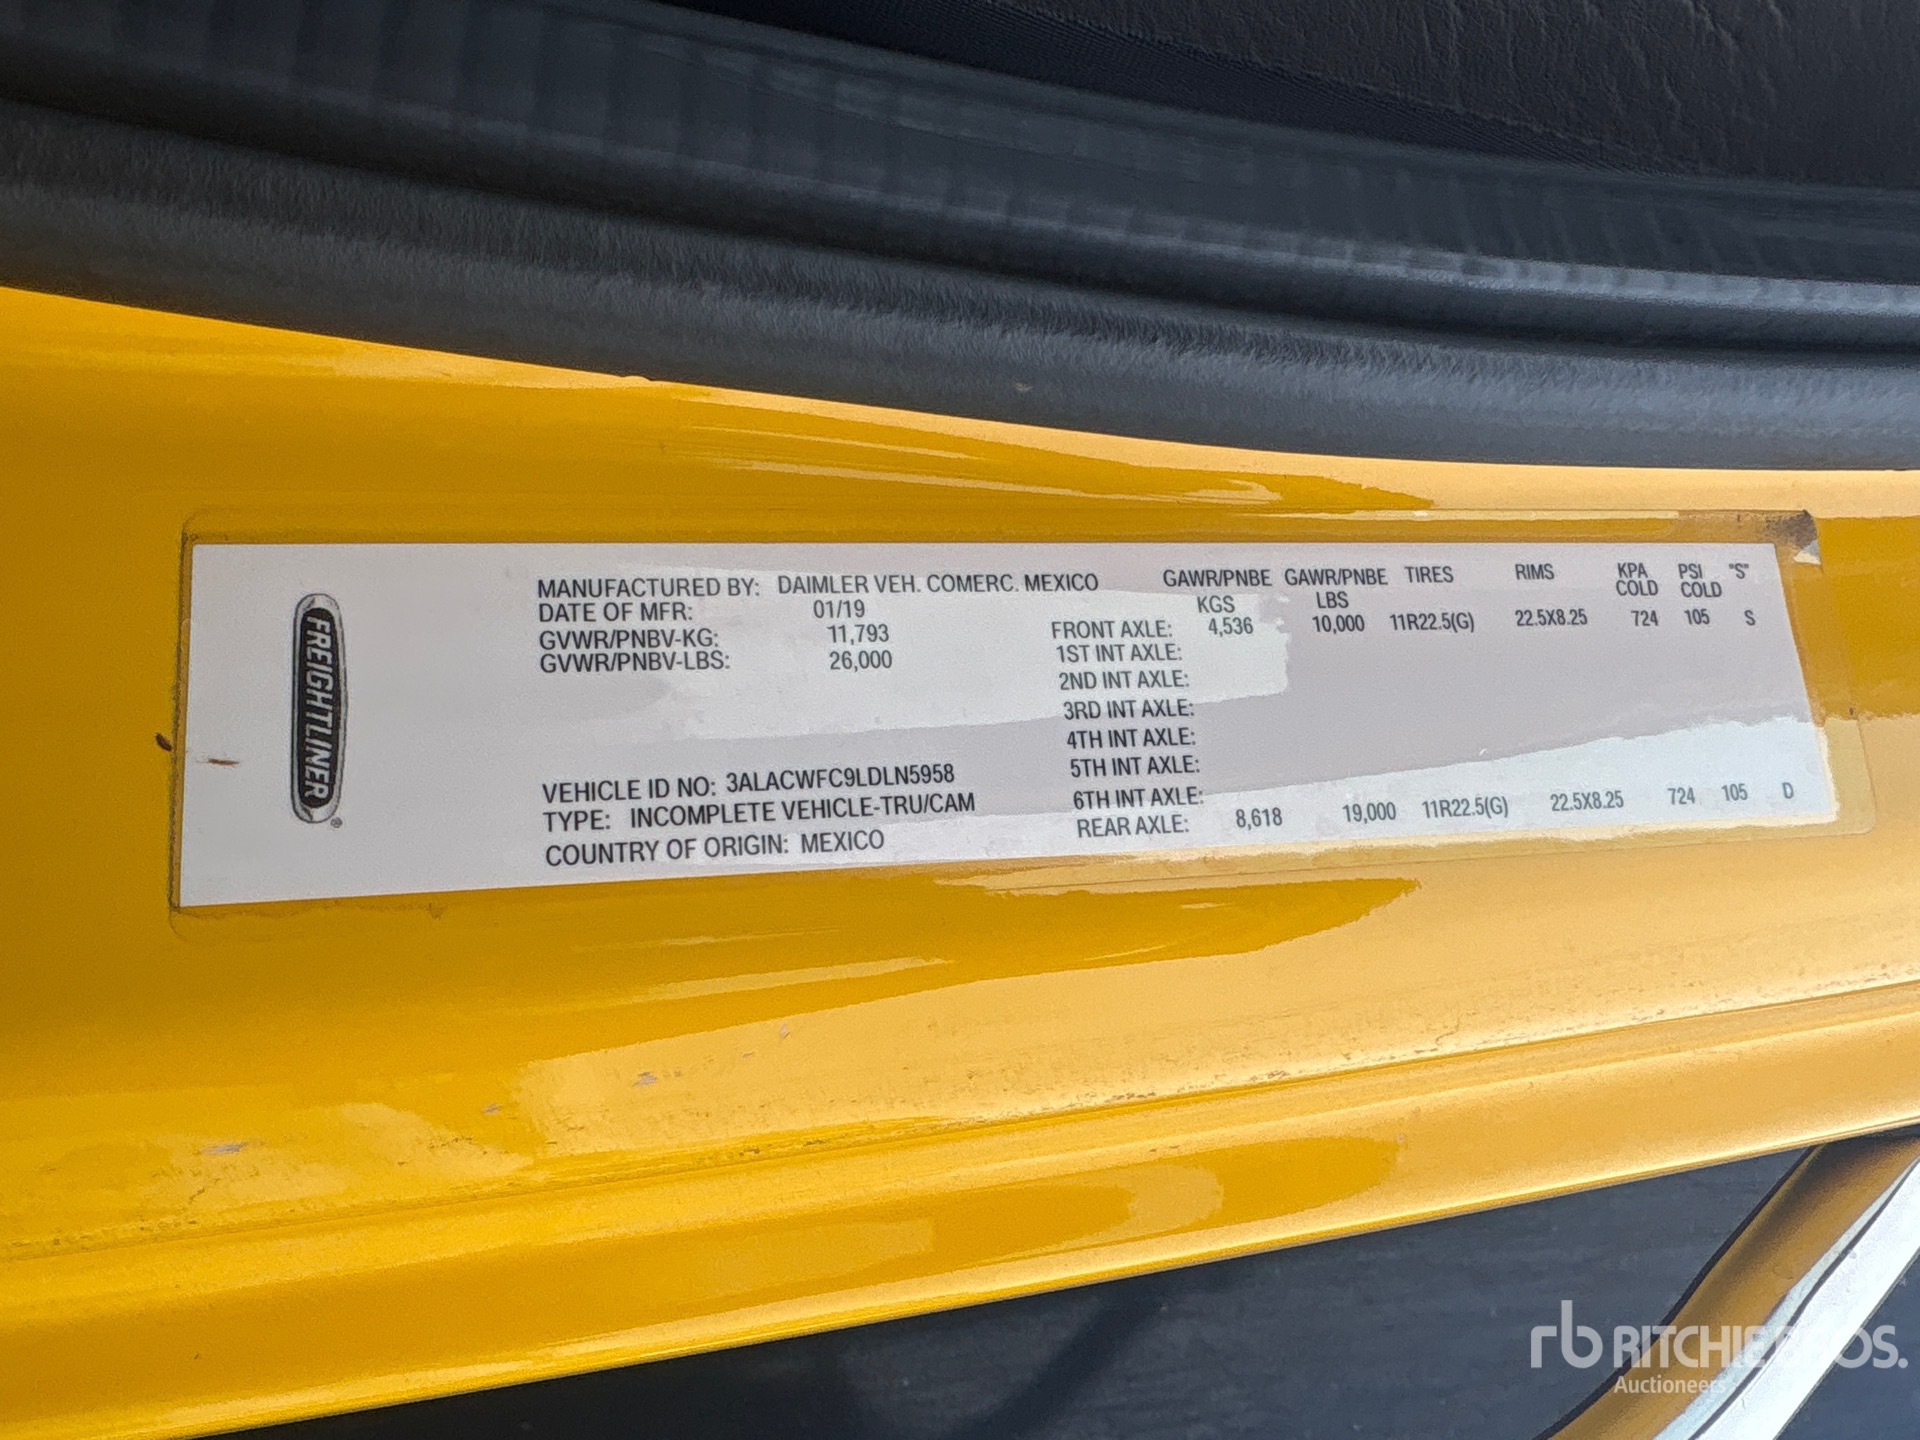 FREIGHTLINER®
MANUFACTURED BY: DAIMLER VEH. COMERC. MEXICO
DATE OF MFR: 01/19
GVWR/PNBV-KG: 11,793
GVWR/PNBV-LBS: 26,000
VEHICLE ID NO: 3ALACWFC9LDLN5958
TYPE: INCOMPLETE VEHICLE-TRU/CAM
COUNTRY OF ORIGIN: MEXICO
GAWR/PNBE GAWR/PNBE TIRES RIMS KPA PSI "S"
KGS LBS COLD COLD
FRONT AXLE: 4,536 10,000 11R22.5(G) 22.5X8.25 724 105 S
1ST INT AXLE:
2ND INT AXLE:
3RD INT AXLE:
4TH INT AXLE:
5TH INT AXLE:
6TH INT AXLE:
REAR AXLE: 8,618 19,000 11R22.5(G) 22.5X8.25 724 105 D
rb RITCHIE BROS.
Auctioneers